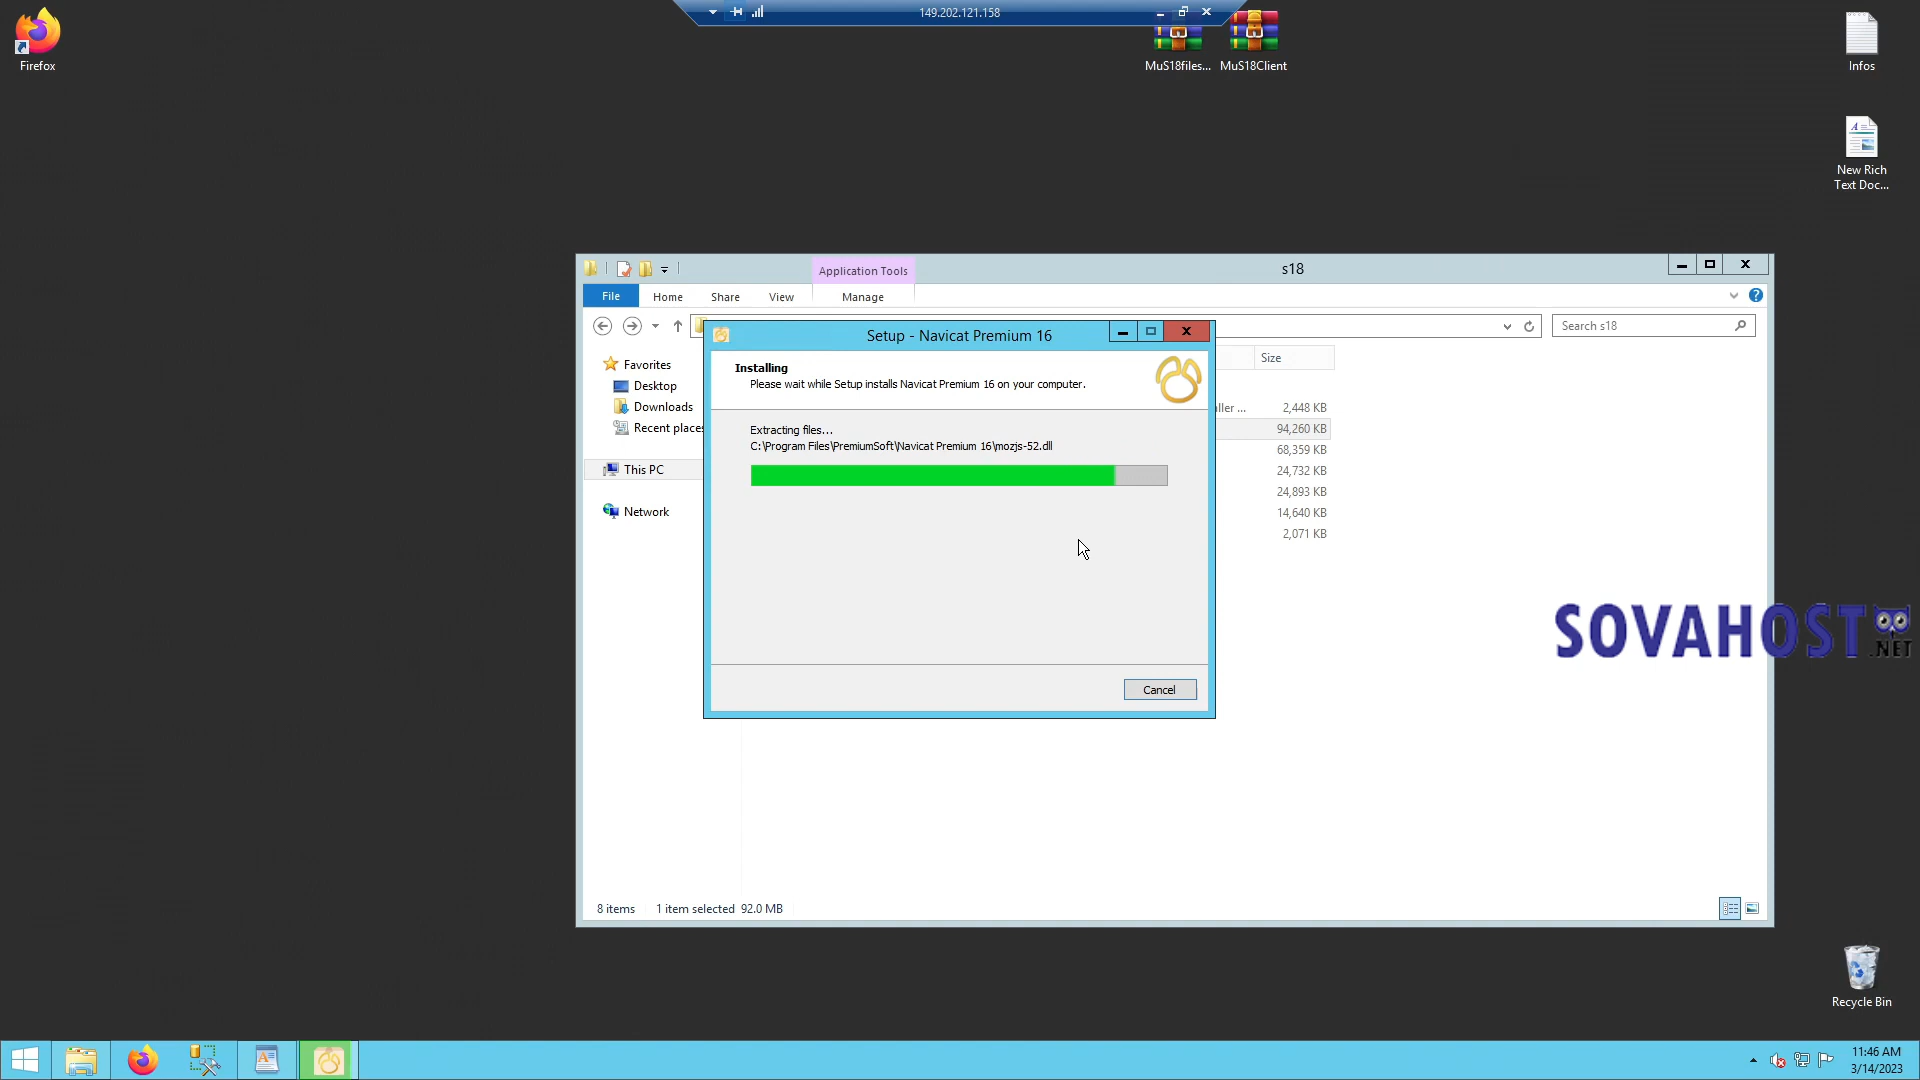 149.202.121.158
Firefox
MuS18files...
MuS18Client
Infos
New Rich
Text Doc...
Application Tools
s18
File
Home
Share
View
Manage
Search s18
Favorites
Desktop
Downloads
Recent places
This PC
Network
Size
ller ...
2,448 KB
94,260 KB
68,359 KB
24,732 KB
24,893 KB
14,640 KB
2,071 KB
Setup - Navicat Premium 16
Installing
Please wait while Setup installs Navicat Premium 16 on your computer.
Extracting files...
C:\Program Files\PremiumSoft\Navicat Premium 16\mozjs-52.dll
Cancel
SOVAHOST
.NET
8 items
1 item selected 92.0 MB
Recycle Bin
11:46 AM
3/14/2023